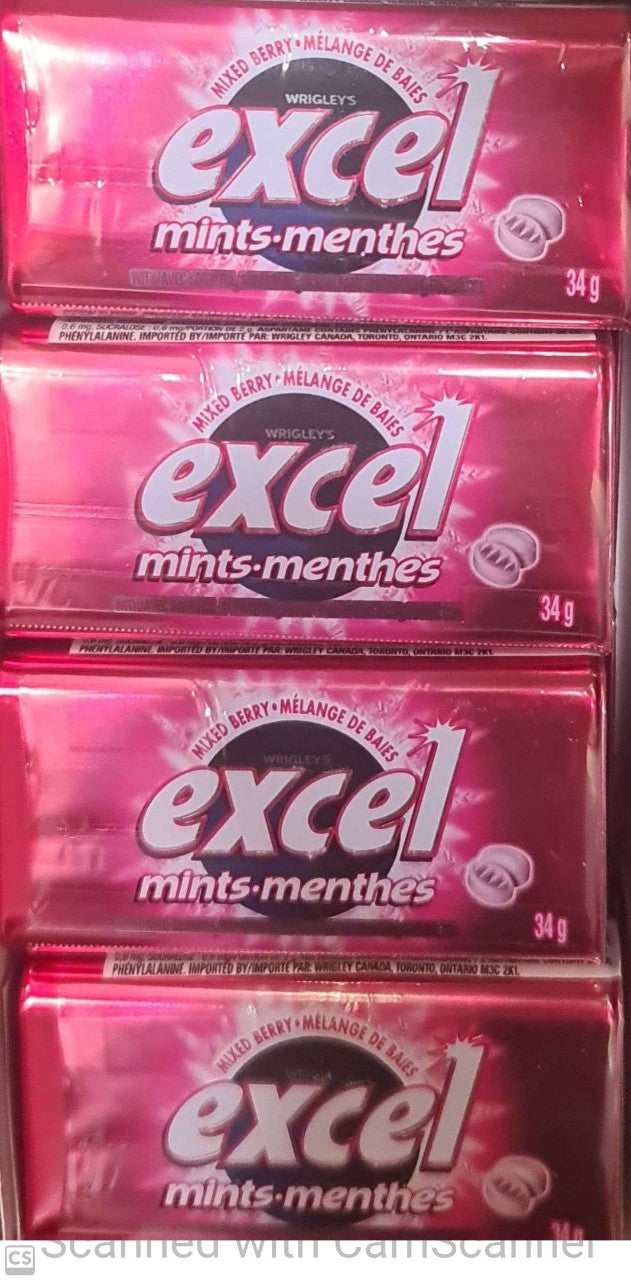 MIXED BERRY • MÉLANGE DE BAIES
WRIGLEY'S
excel
mints•menthes
34 g
0.6 mg, SUCRALOSE : 0,6 mg/PORTION DE 2 g. ASPARTAME CONTAINS PHENYLALANINE
PHENYLALANINE. IMPORTED BY/IMPORTÉ PAR: WRIGLEY CANADA, TORONTO, ONTARIO M3C 2K1.
MIXED BERRY • MÉLANGE DE BAIES
WRIGLEY'S
excel
mints•menthes
34 g
PHENYLALANINE. IMPORTED BY/IMPORTÉ PAR: WRIGLEY CANADA, TORONTO, ONTARIO M3C 2K1.
MIXED BERRY • MÉLANGE DE BAIES
WRIGLEY'S
excel
mints•menthes
34 g
PHENYLALANINE. IMPORTED BY/IMPORTÉ PAR: WRIGLEY CANADA, TORONTO, ONTARIO M3C 2K1.
MIXED BERRY • MÉLANGE DE BAIES
excel
mints•menthes
34 g
CS Scanned with CamScanner